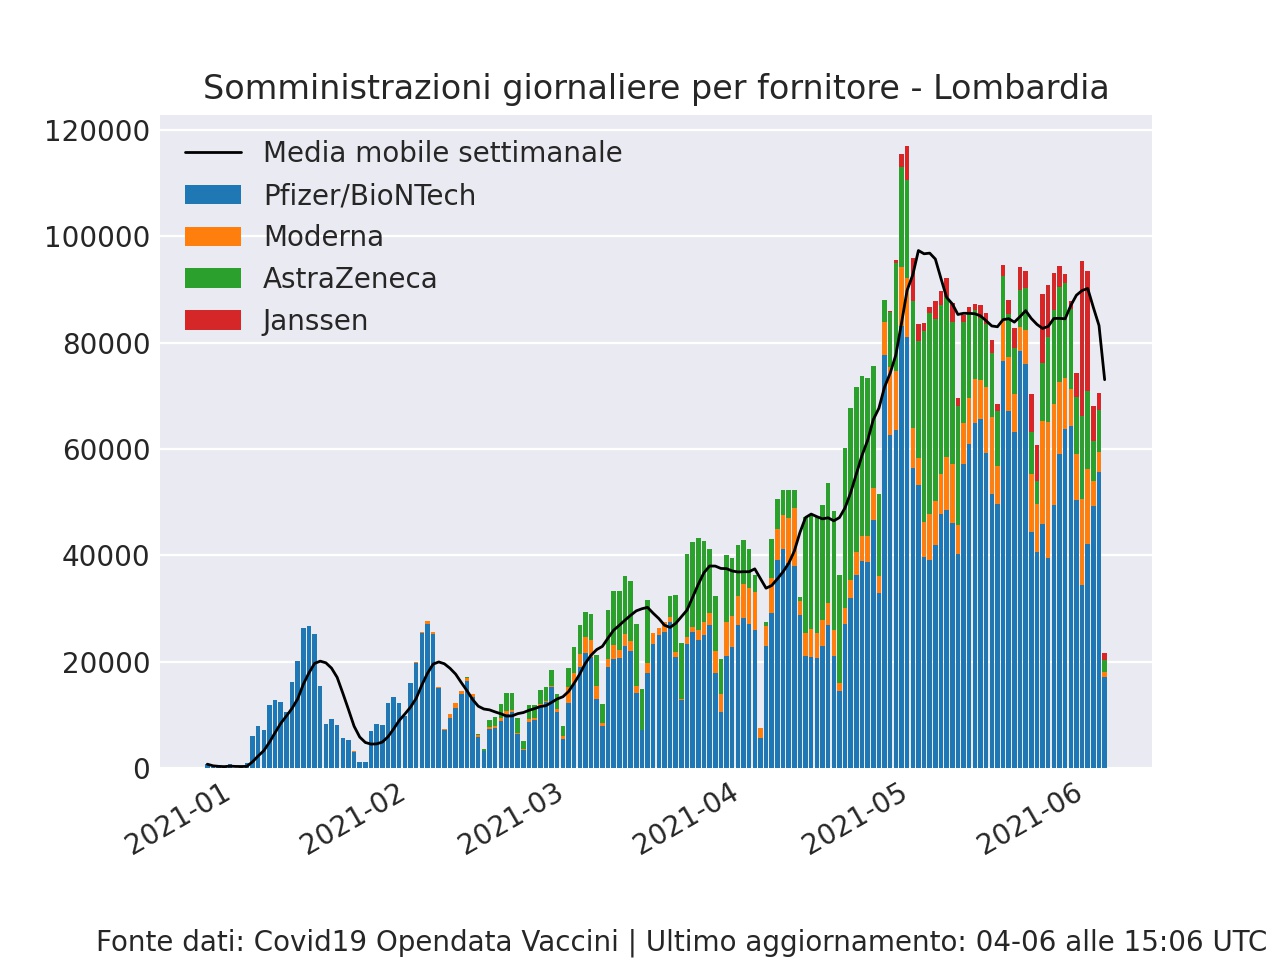 Somministrazioni giornaliere per fornitore - Lombardia
120000
100000
80000
60000
40000
20000
0
Media mobile settimanale
Pfizer/BioNTech
Moderna
AstraZeneca
Janssen
2021-01
2021-02
2021-03
2021-04
2021-05
2021-06
Fonte dati: Covid19 Opendata Vaccini | Ultimo aggiornamento: 04-06 alle 15:06 UTC